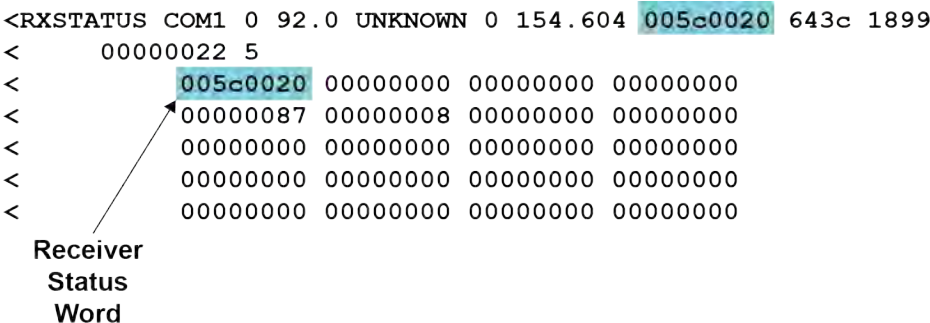 <RXSTATUS COM1 0 92.0 UNKNOWN 0 154.604 005c0020 643c 1899
< 00000022 5
< 005c0020 00000000 00000000 00000000
< 00000087 00000008 00000000 00000000
< 00000000 00000000 00000000 00000000
< 00000000 00000000 00000000 00000000
< 00000000 00000000 00000000 00000000
Receiver
Status
Word